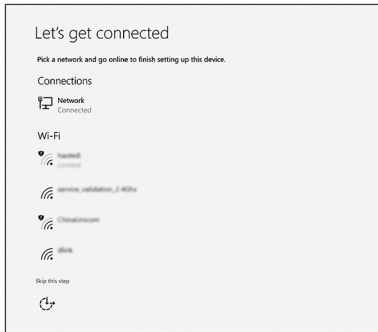 Let's get connected
Pick a network and go online to finish setting up this device.
Connections
Network
Connected
Wi-Fi
Limited
service_validation_2.4Ghz
ChinaUnicom
dlink
Skip this step